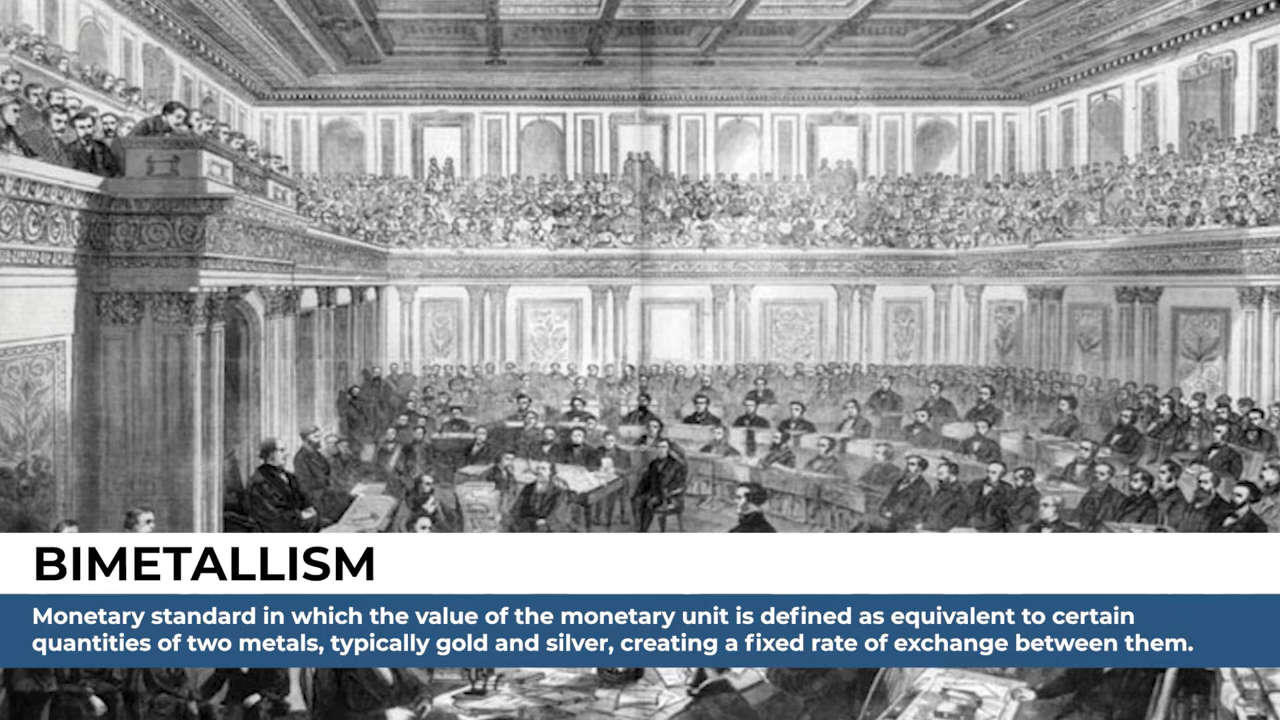 BIMETALLISM
Monetary standard in which the value of the monetary unit is defined as equivalent to certain
quantities of two metals, typically gold and silver, creating a fixed rate of exchange between them.